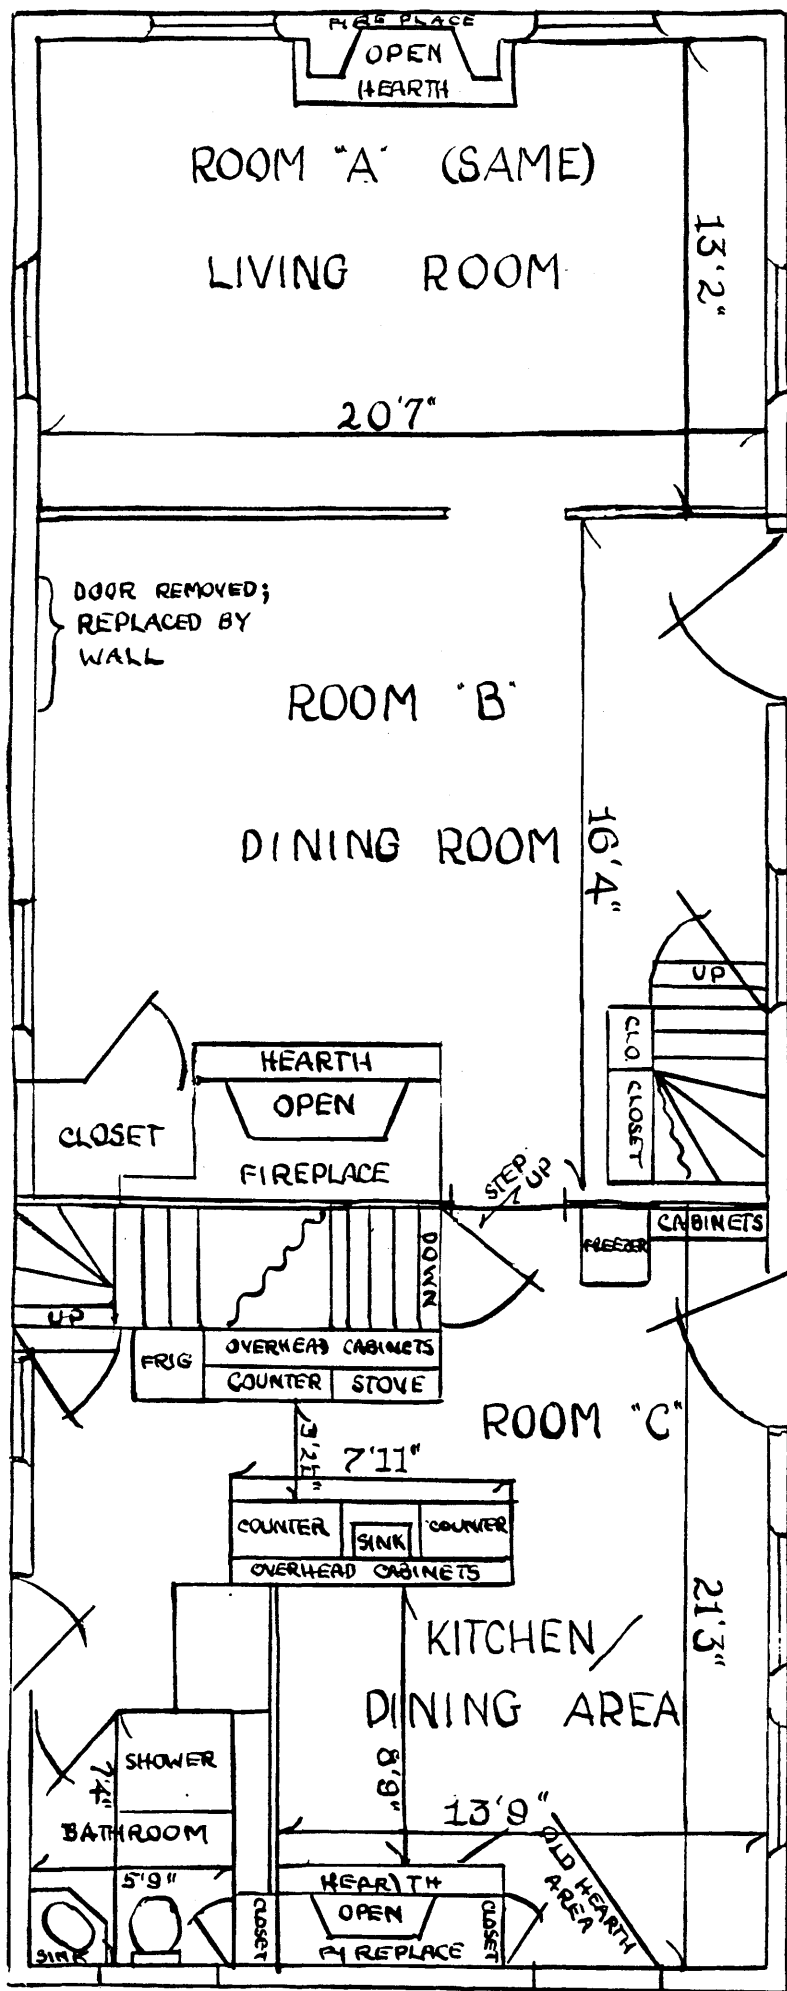 FIRE PLACE
OPEN
HEARTH
ROOM "A" (SAME)
LIVING ROOM
13'2"
20'7"
DOOR REMOVED;
REPLACED BY
WALL
ROOM "B"
DINING ROOM
16'4"
UP
CLO.
CLOSET
HEARTH
OPEN
FIREPLACE
CLOSET
STEP
UP
CABINETS
FREEZER
DOWN
UP
FRIG
OVERHEAD CABINETS
COUNTER
STOVE
ROOM "C"
7'11"
COUNTER
SINK
COUNTER
OVERHEAD CABINETS
21'3"
KITCHEN/
DINING AREA
8'9"
13'9"
SHOWER
7'4"
BATHROOM
5'9"
SINK
CLOSET
HEARTH
OPEN
FIREPLACE
CLOSET
OLD HEARTH
AREA